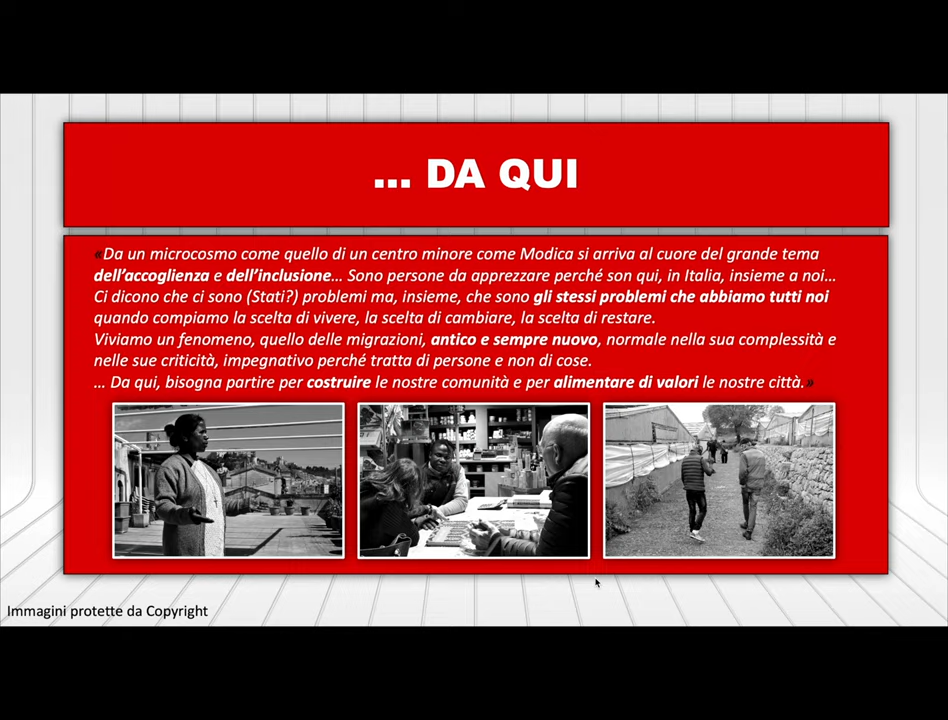 ... DA QUI
«Da un microcosmo come quello di un centro minore come Modica si arriva al cuore del grande tema
dell'accoglienza e dell'inclusione... Sono persone da apprezzare perché son qui, in Italia, insieme a noi...
Ci dicono che ci sono (Stati?) problemi ma, insieme, che sono gli stessi problemi che abbiamo tutti noi
quando compiamo la scelta di vivere, la scelta di cambiare, la scelta di restare.
Viviamo un fenomeno, quello delle migrazioni, antico e sempre nuovo, normale nella sua complessità e
nelle sue criticità, impegnativo perché tratta di persone e non di cose.
... Da qui, bisogna partire per costruire le nostre comunità e per alimentare di valori le nostre città.»
Immagini protette da Copyright